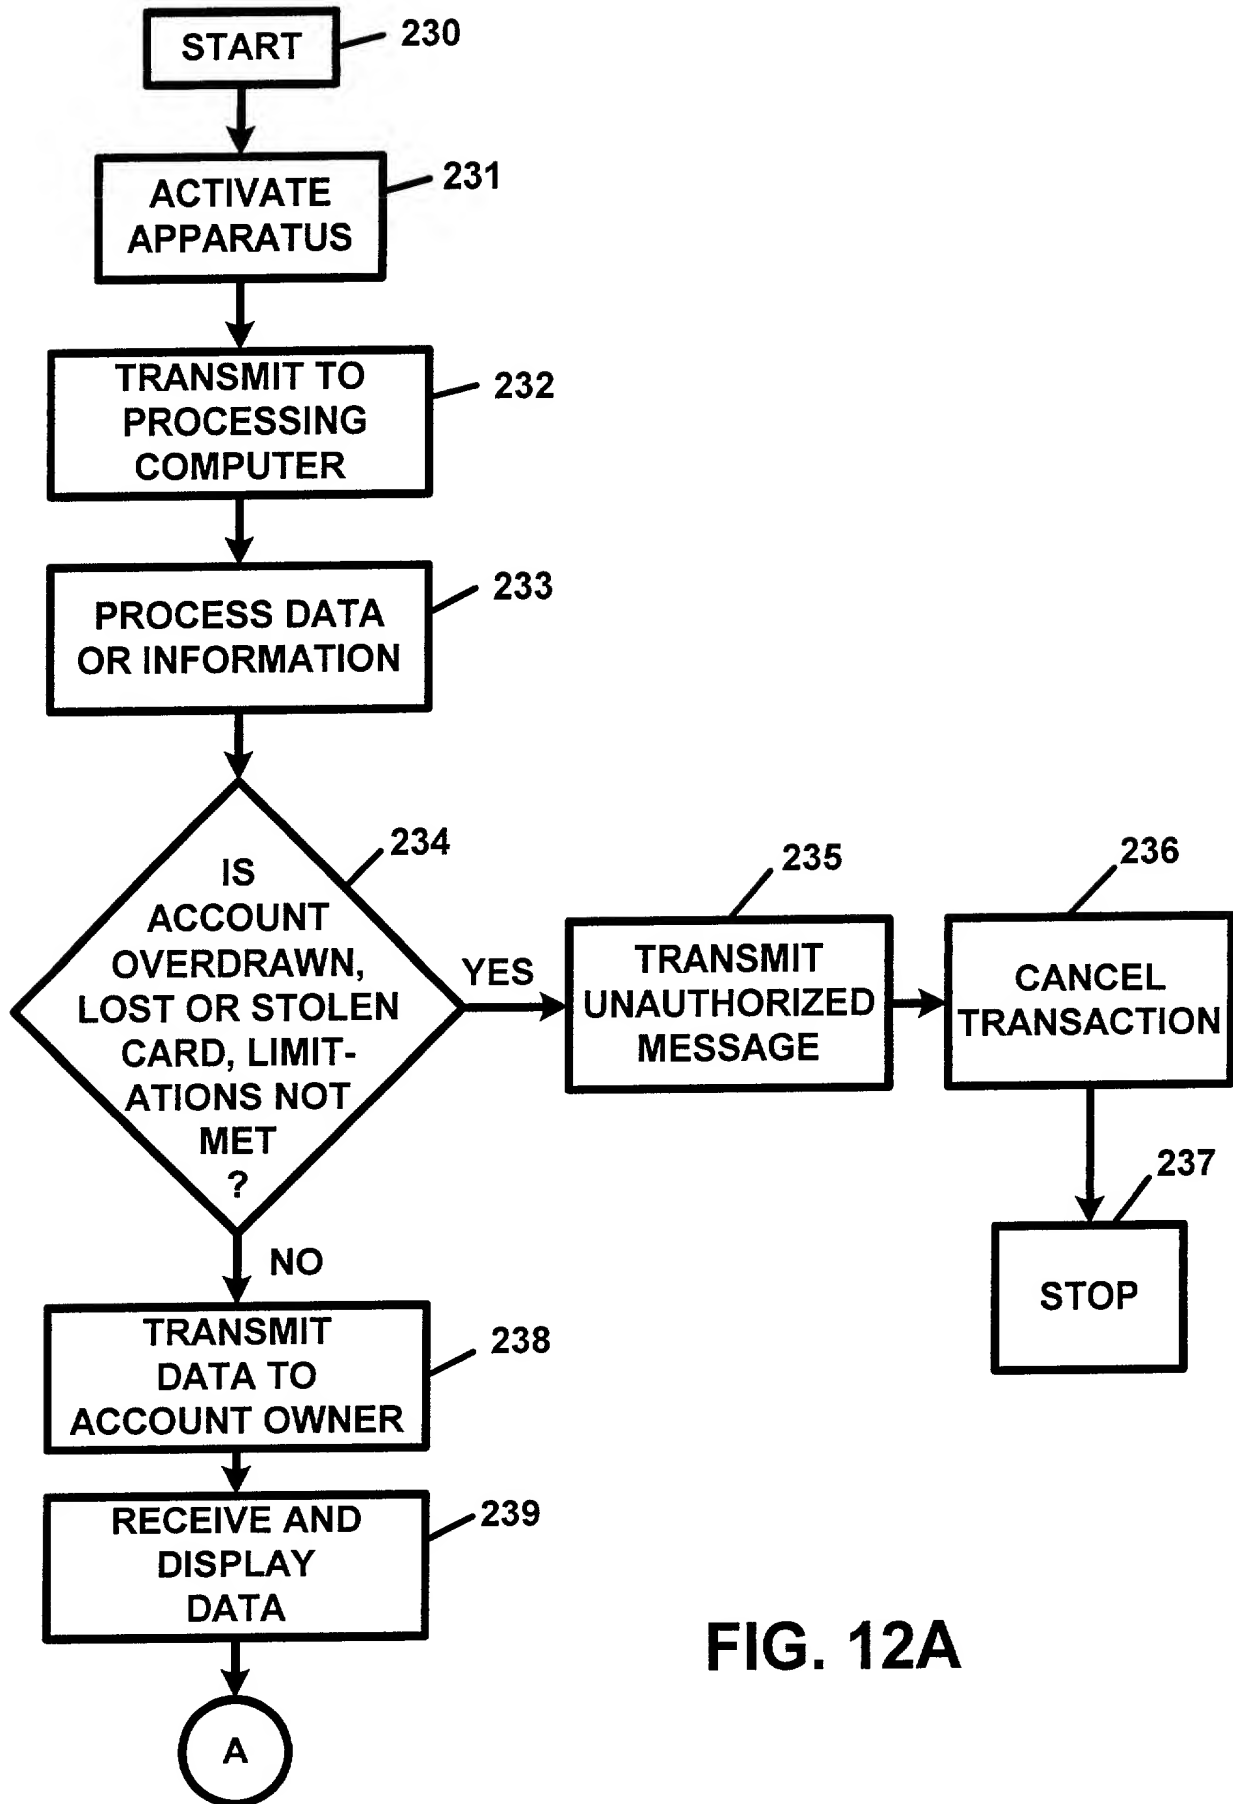 START
230
ACTIVATE
APPARATUS
231
TRANSMIT TO
PROCESSING
COMPUTER
232
PROCESS DATA
OR INFORMATION
233
IS
ACCOUNT
OVERDRAWN,
LOST OR STOLEN
CARD, LIMIT-
ATIONS NOT
MET
?
234
YES
TRANSMIT
UNAUTHORIZED
MESSAGE
235
CANCEL
TRANSACTION
236
STOP
237
NO
TRANSMIT
DATA TO
ACCOUNT OWNER
238
RECEIVE AND
DISPLAY
DATA
239
A
FIG. 12A